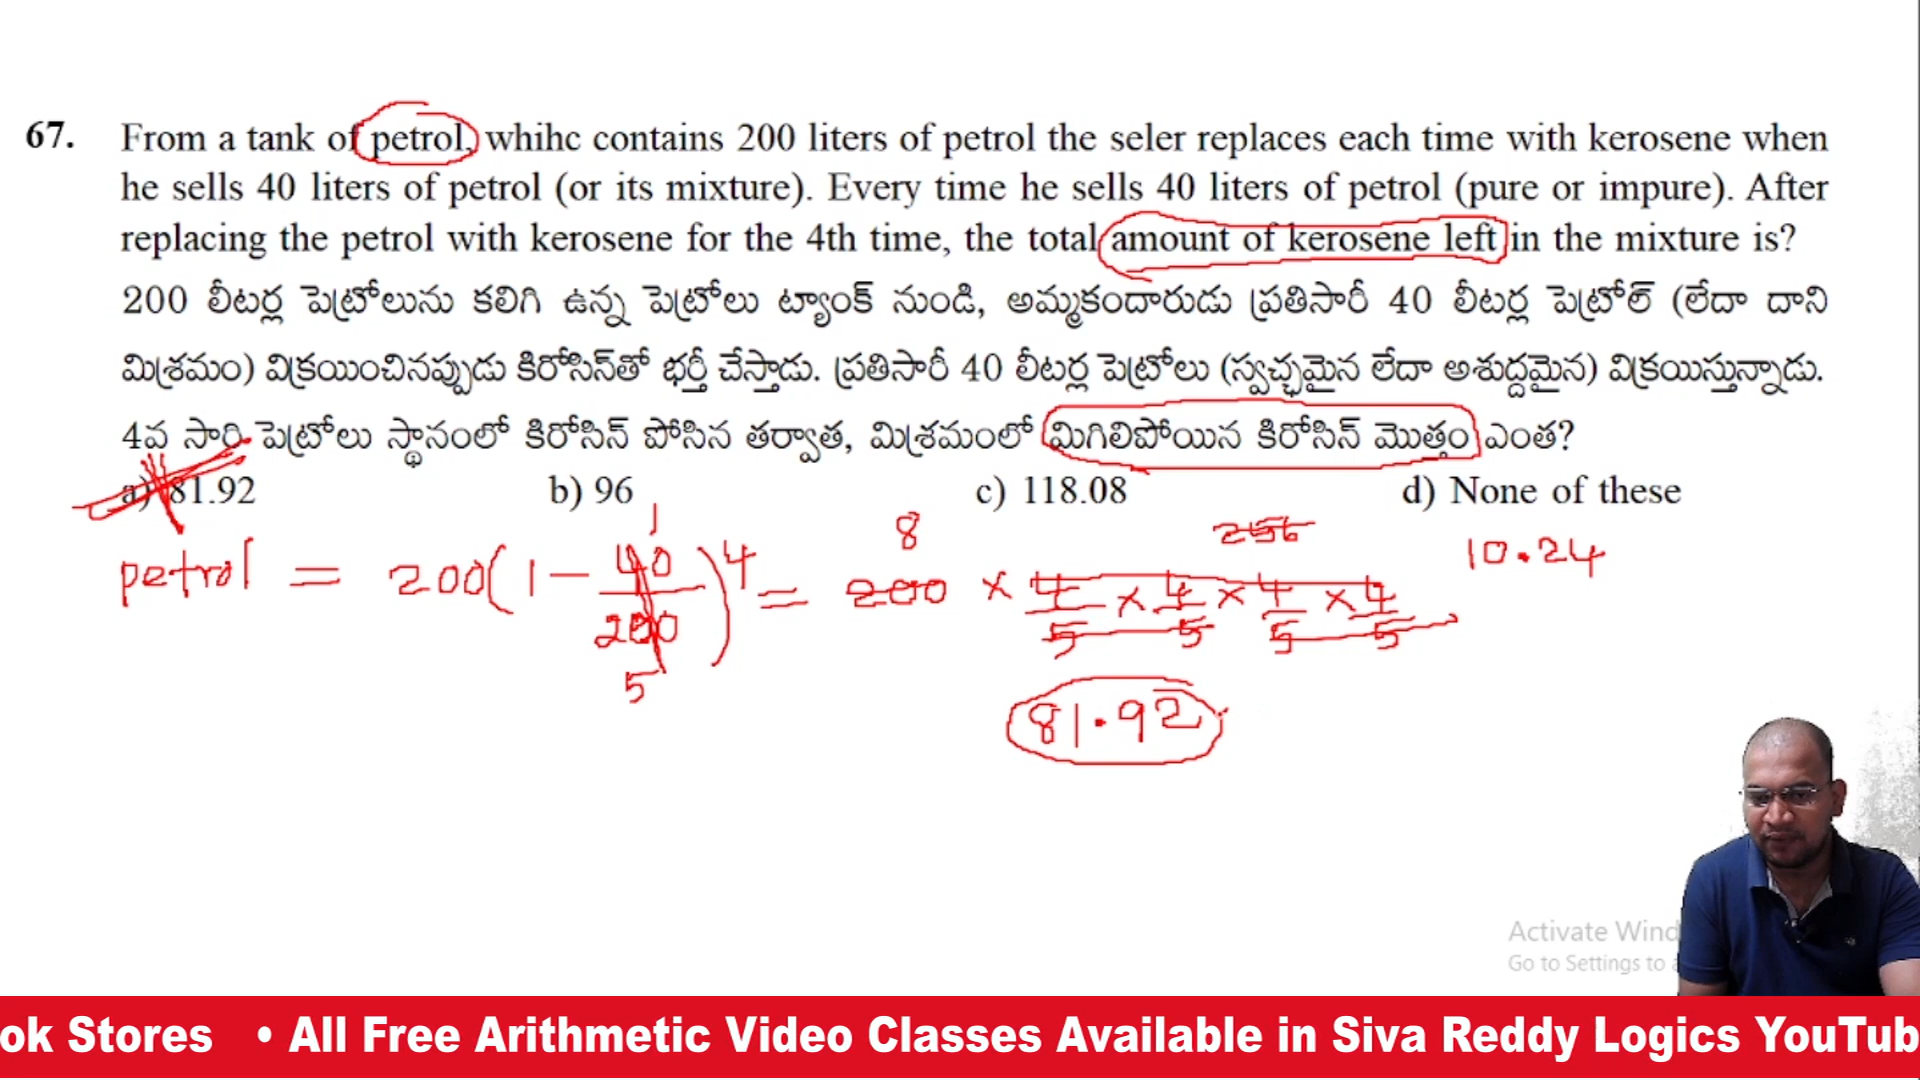 67. From a tank of petrol, whihc contains 200 liters of petrol the seler replaces each time with kerosene when
he sells 40 liters of petrol (or its mixture). Every time he sells 40 liters of petrol (pure or impure). After
replacing the petrol with kerosene for the 4th time, the total amount of kerosene left in the mixture is?
200 లీటర్ల పెట్రోలును కలిగి ఉన్న పెట్రోలు ట్యాంక్ నుండి, అమ్మకందారుడు ప్రతిసారీ 40 లీటర్ల పెట్రోల్ (లేదా దాని
మిశ్రమం) విక్రయించినప్పుడు కిరోసిన్‌తో భర్తీ చేస్తాడు. ప్రతిసారీ 40 లీటర్ల పెట్రోలు (స్వచ్ఛమైన లేదా అశుద్దమైన) విక్రయిస్తున్నాడు.
4వ సారి పెట్రోలు స్థానంలో కిరోసిన్ పోసిన తర్వాత, మిశ్రమంలో మిగిలిపోయిన కిరోసిన్ మొత్తం ఎంత?
a) 81.92 b) 96 c) 118.08 d) None of these
1 8 256 10.24
petrol = 200(1 - 40/200)^4 = 200 × 4/5 × 4/5 × 4/5 × 4/5
5
81.92
Activate Wind
Go to Settings to a
ok Stores • All Free Arithmetic Video Classes Available in Siva Reddy Logics YouTub